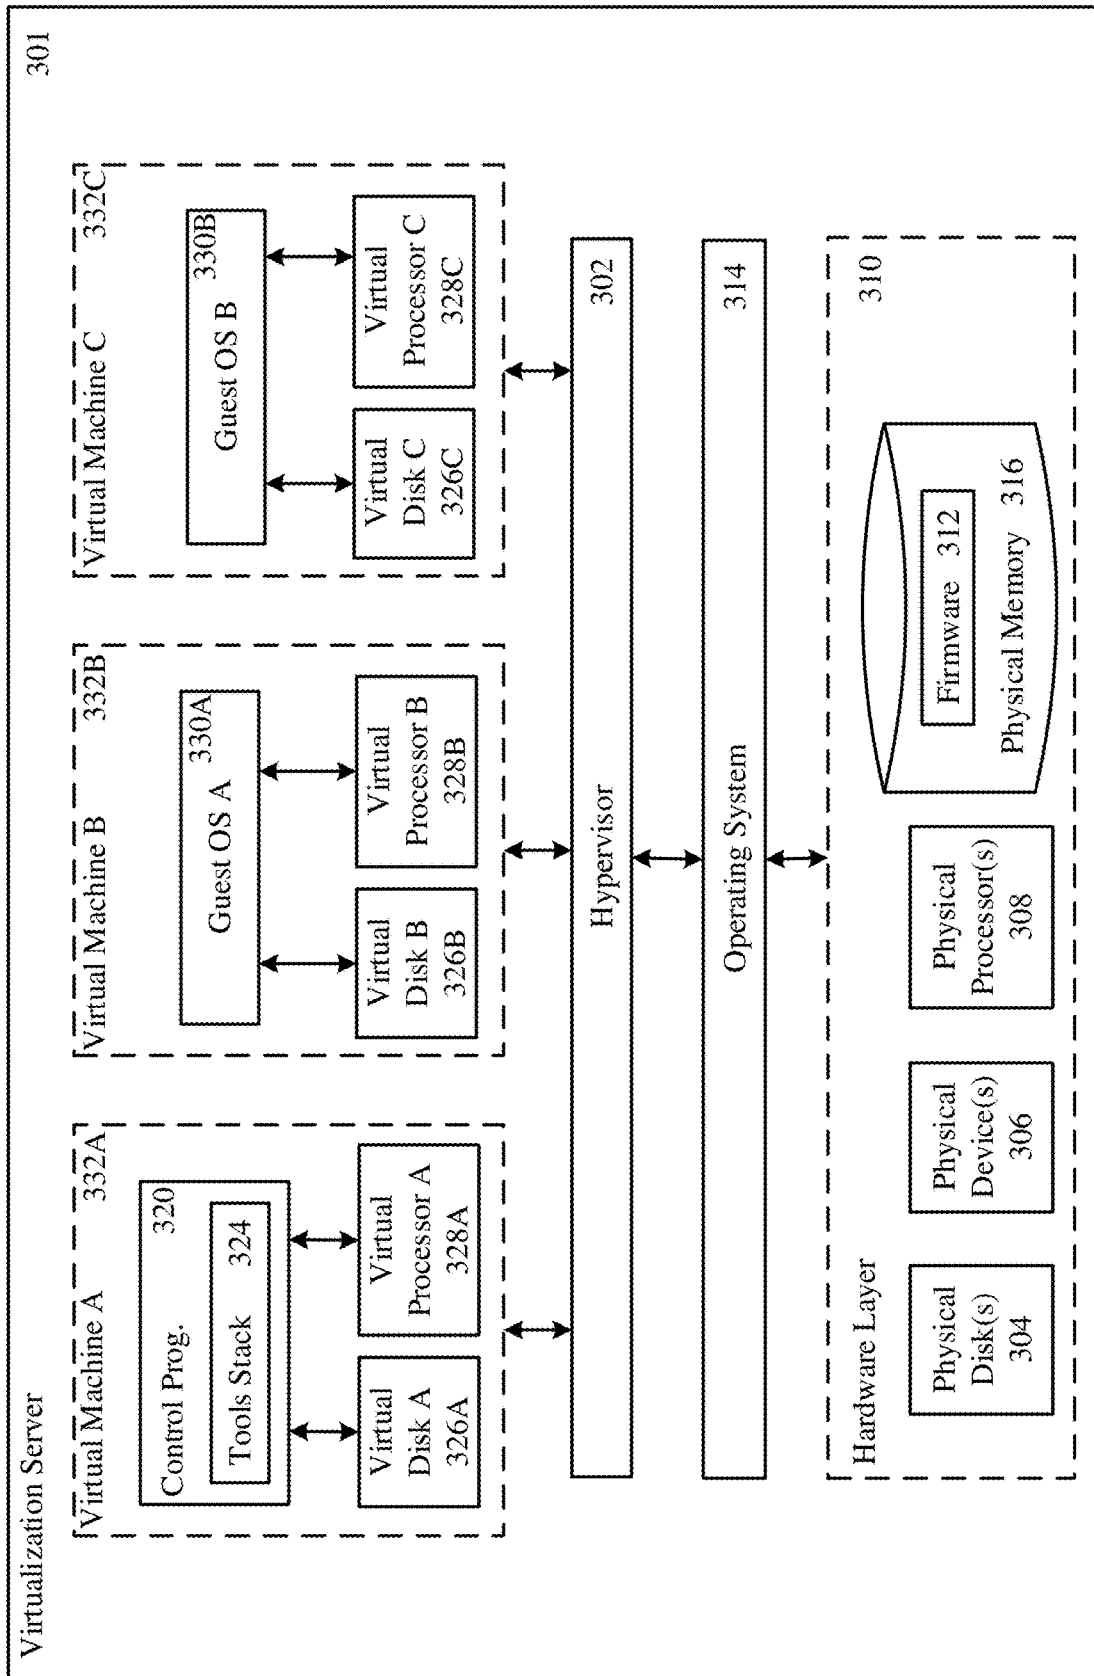 Virtualization Server
301
Virtual Machine A
332A
Control Prog.
320
Tools Stack
324
Virtual
Disk A
326A
Virtual
Processor A
328A
Virtual Machine B
332B
Guest OS A
330A
Virtual
Disk B
326B
Virtual
Processor B
328B
Virtual Machine C
332C
Guest OS B
330B
Virtual
Disk C
326C
Virtual
Processor C
328C
Hypervisor
302
Operating System
314
Hardware Layer
310
Physical
Disk(s)
304
Physical
Device(s)
306
Physical
Processor(s)
308
Firmware 312
Physical Memory 316